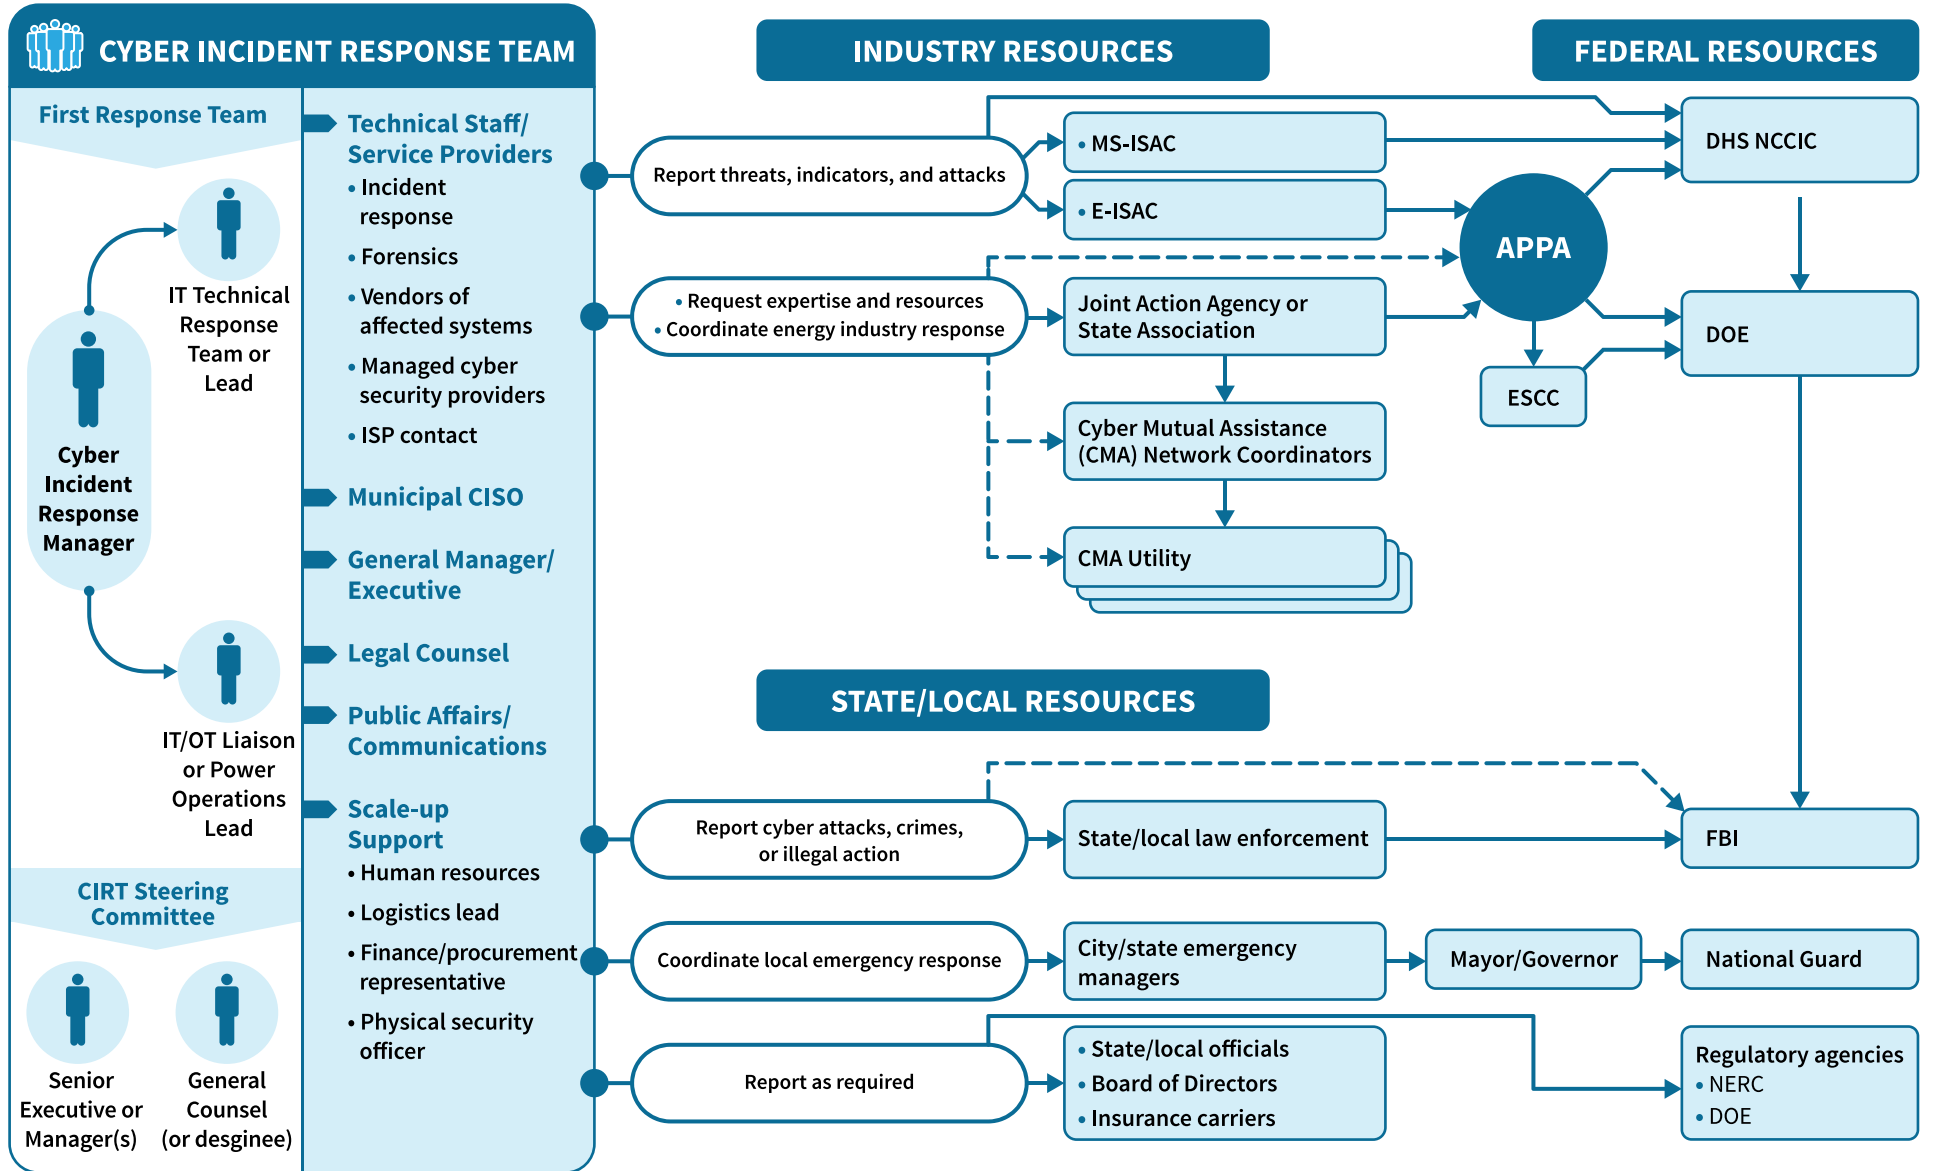 CYBER INCIDENT RESPONSE TEAM
First Response Team
IT Technical
Response
Team or
Lead
Cyber
Incident
Response
Manager
IT/OT Liaison
or Power
Operations
Lead
CIRT Steering
Committee
Senior
Executive or
Manager(s)
General
Counsel
(or desginee)
Technical Staff/
Service Providers
• Incident
response
• Forensics
• Vendors of
affected systems
• Managed cyber
security providers
• ISP contact
Municipal CISO
General Manager/
Executive
Legal Counsel
Public Affairs/
Communications
Scale-up
Support
• Human resources
• Logistics lead
• Finance/procurement
representative
• Physical security
officer
INDUSTRY RESOURCES
FEDERAL RESOURCES
Report threats, indicators, and attacks
• MS-ISAC
• E-ISAC
APPA
DHS NCCIC
• Request expertise and resources
• Coordinate energy industry response
Joint Action Agency or
State Association
ESCC
DOE
Cyber Mutual Assistance
(CMA) Network Coordinators
CMA Utility
STATE/LOCAL RESOURCES
Report cyber attacks, crimes,
or illegal action
State/local law enforcement
FBI
Coordinate local emergency response
City/state emergency
managers
Mayor/Governor
National Guard
Report as required
• State/local officials
• Board of Directors
• Insurance carriers
Regulatory agencies
• NERC
• DOE